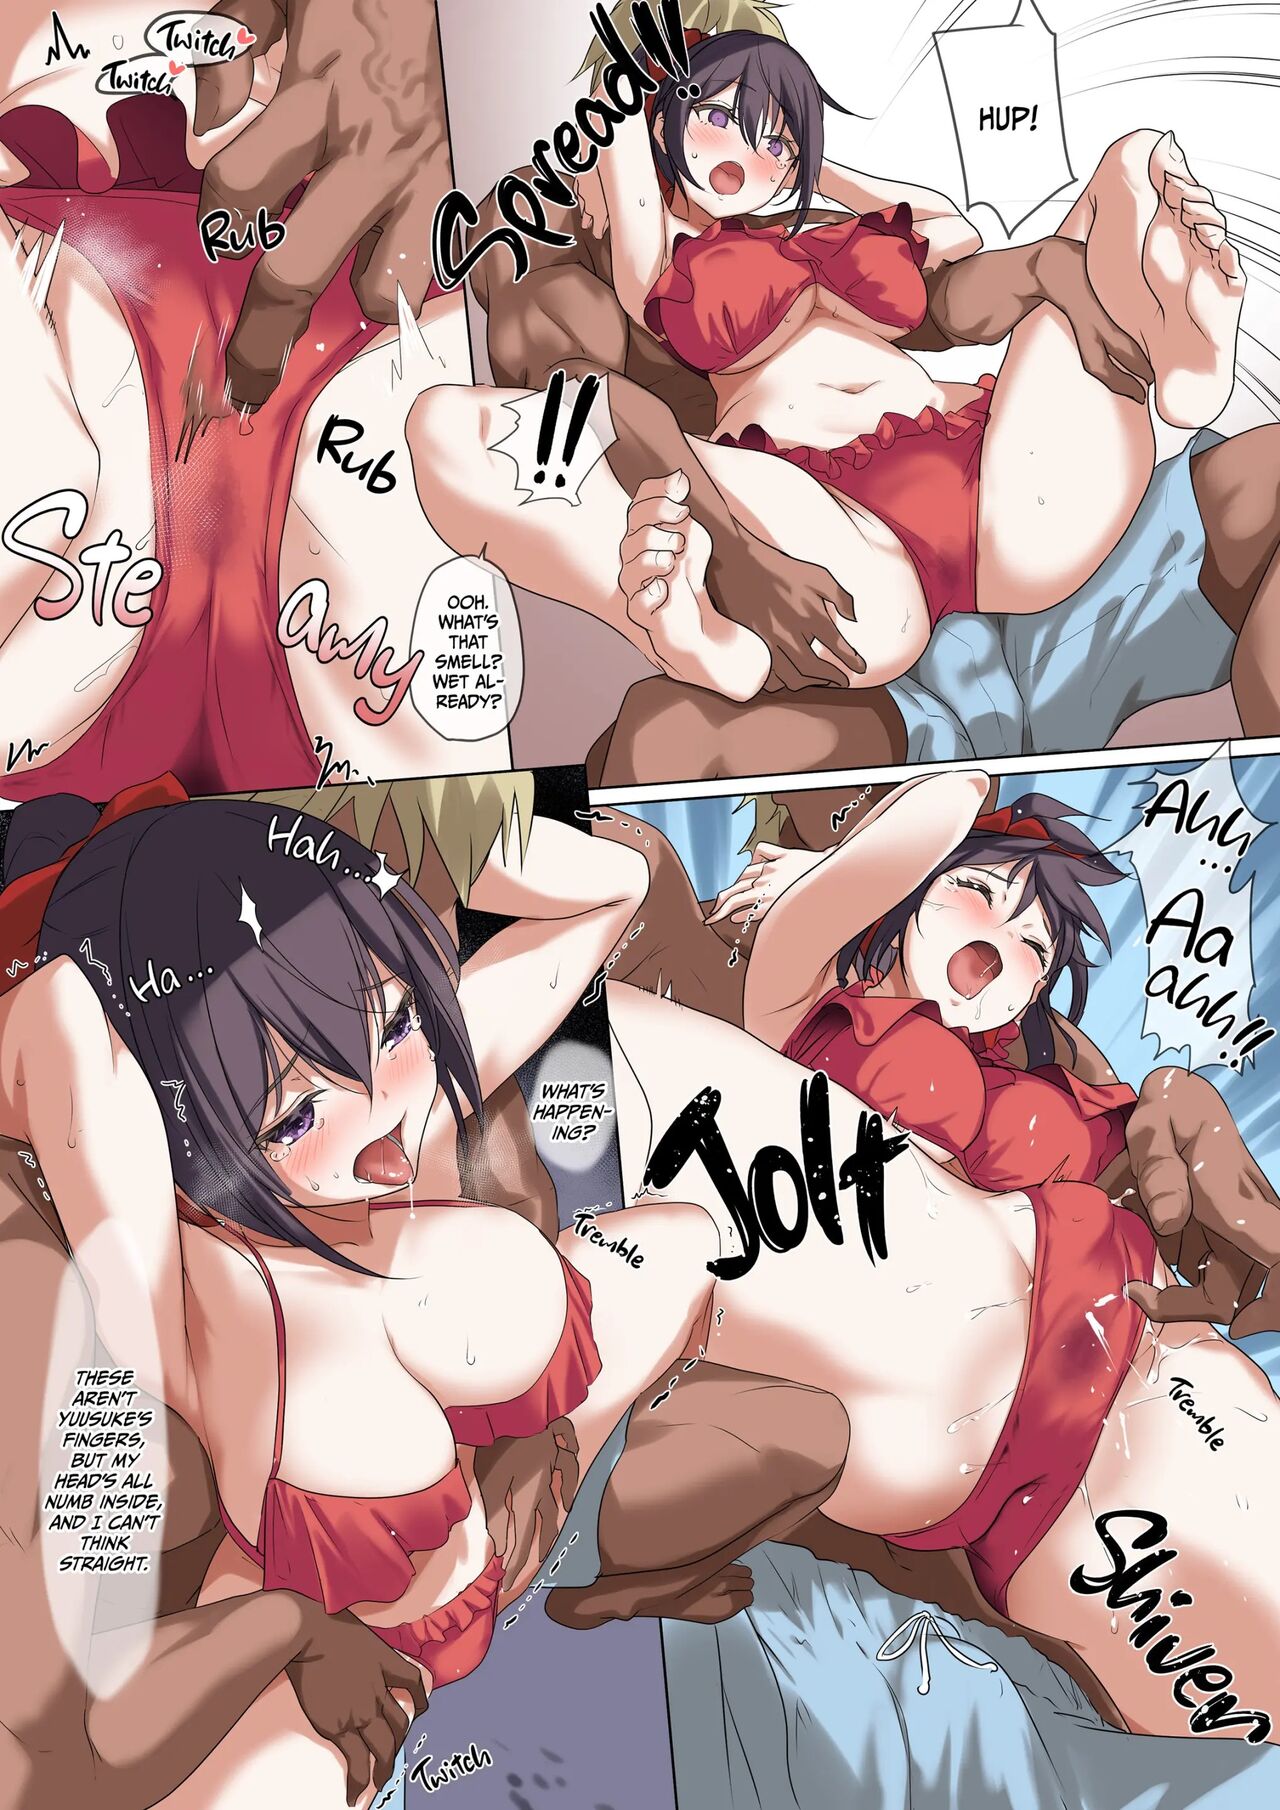 Twitch
Twitch
HUP!
Spread!!
Rub
Rub
!!
Ste
amy
OOH.
WHAT'S
THAT
SMELL?
WET AL-
READY?
Hah....
Ha...
Ahh
...
Aa
ahh!!
WHAT'S
HAPPEN-
ING?
Tremble
Jolt
THESE
AREN'T
YUUSUKE'S
FINGERS,
BUT MY
HEAD'S ALL
NUMB INSIDE,
AND I CAN'T
THINK
STRAIGHT.
Tremble
Shiver
Twitch